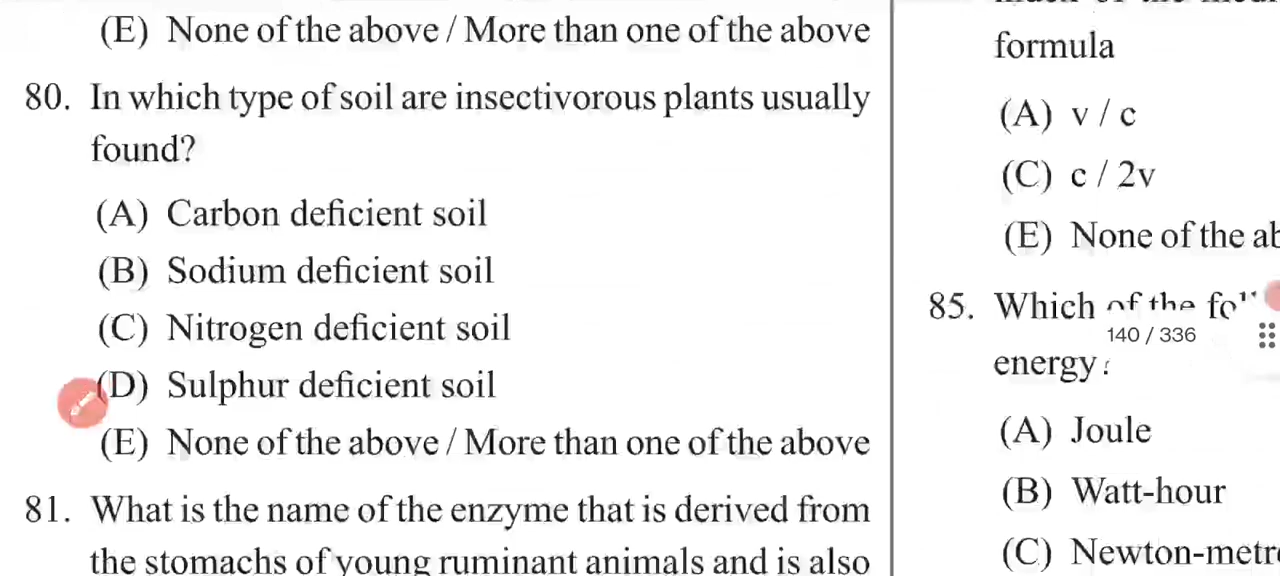 (E) None of the above / More than one of the above
80. In which type of soil are insectivorous plants usually
found?
(A) Carbon deficient soil
(B) Sodium deficient soil
(C) Nitrogen deficient soil
(D) Sulphur deficient soil
(E) None of the above / More than one of the above
81. What is the name of the enzyme that is derived from
the stomachs of young ruminant animals and is also
formula
(A) v / c
(C) c / 2v
(E) None of the
85. Which of the
140 / 336
energy
(A) Joule
(B) Watt-hour
(C)